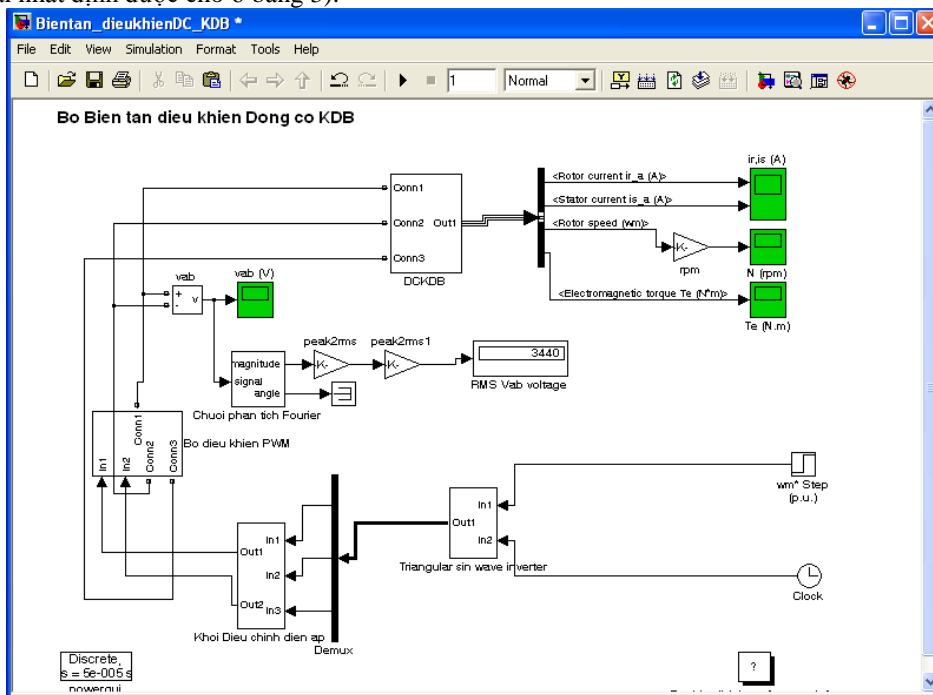 nhất định được cho ở bảng 3).
Bientan_dieukhienDC_KDB *
File Edit View Simulation Format Tools Help
1
Normal
Bo Bien tan dieu khien Dong co KDB
ir,is (A)
<Rotor current ir_a (A)>
<Stator current is_a (A)>
<Rotor speed (wm)>
K-
rpm
N (rpm)
<Electromagnetic torque Te (N*m)>
Te (N.m)
Conn1
Conn2
Out1
Conn3
DCKDB
vab
+
-
v
vab (V)
peak2ms
peak2ms1
magnitude
signal
angle
K-
K-
3440
RMS Vab voltage
Chuoi phan tich Fourier
Conn1
Conn2
Conn3
In1
In2
Bo dieu khien PWM
wm* Step
(p.u.)
In1
Out1
In2
Triangular sin wave inverter
Clock
In1
Out1
In2
Out2
In3
Khoi Dieu chinh dien ap
Demux
Discrete,
s = 5e-005 s
powergui
?